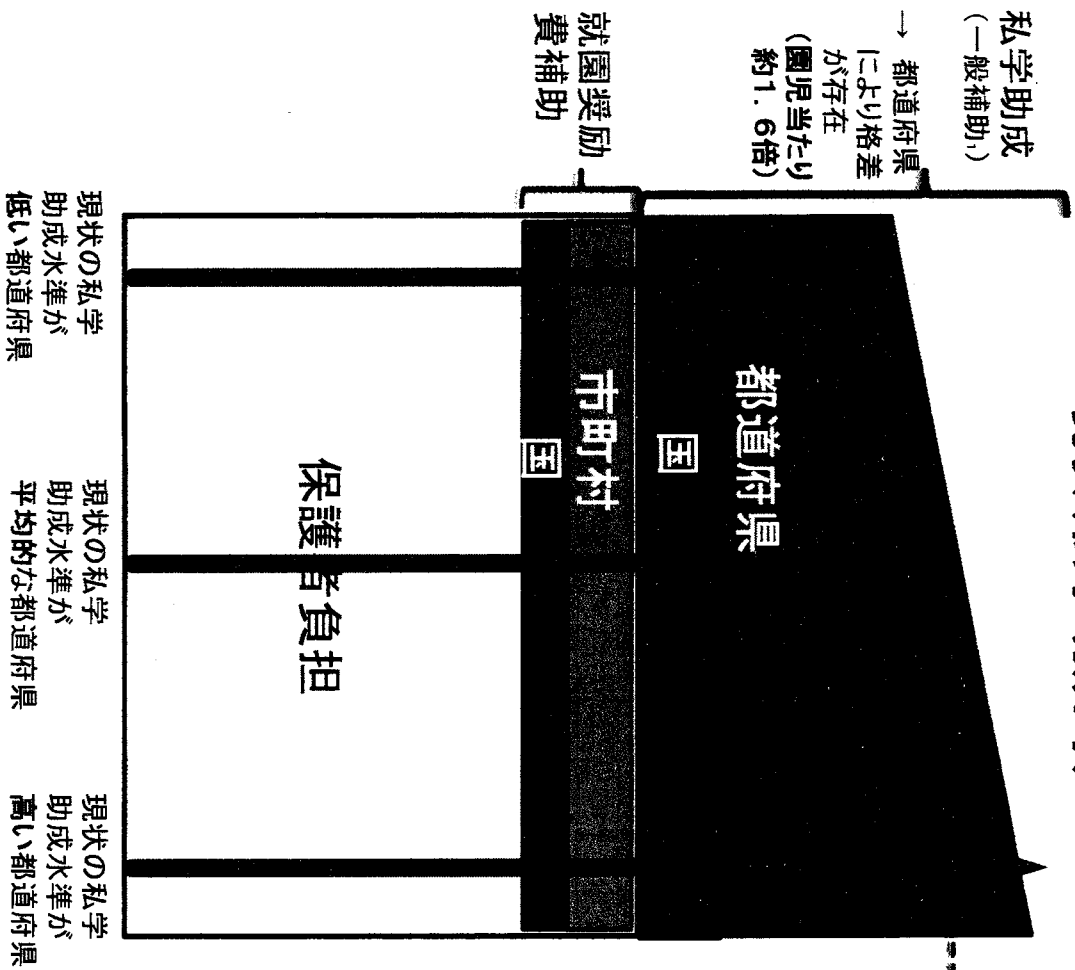 私学助成
(一般補助)
→ 都道府県
により格差
が存在
(園児当たり
約1.6倍)
就園奨励
費補助
都道府県
国
市町村
国
保護者負担
現状の私学
助成水準が
低い都道府県
現状の私学
助成水準が
平均的な都道府県
現状の私学
助成水準が
高い都道府県